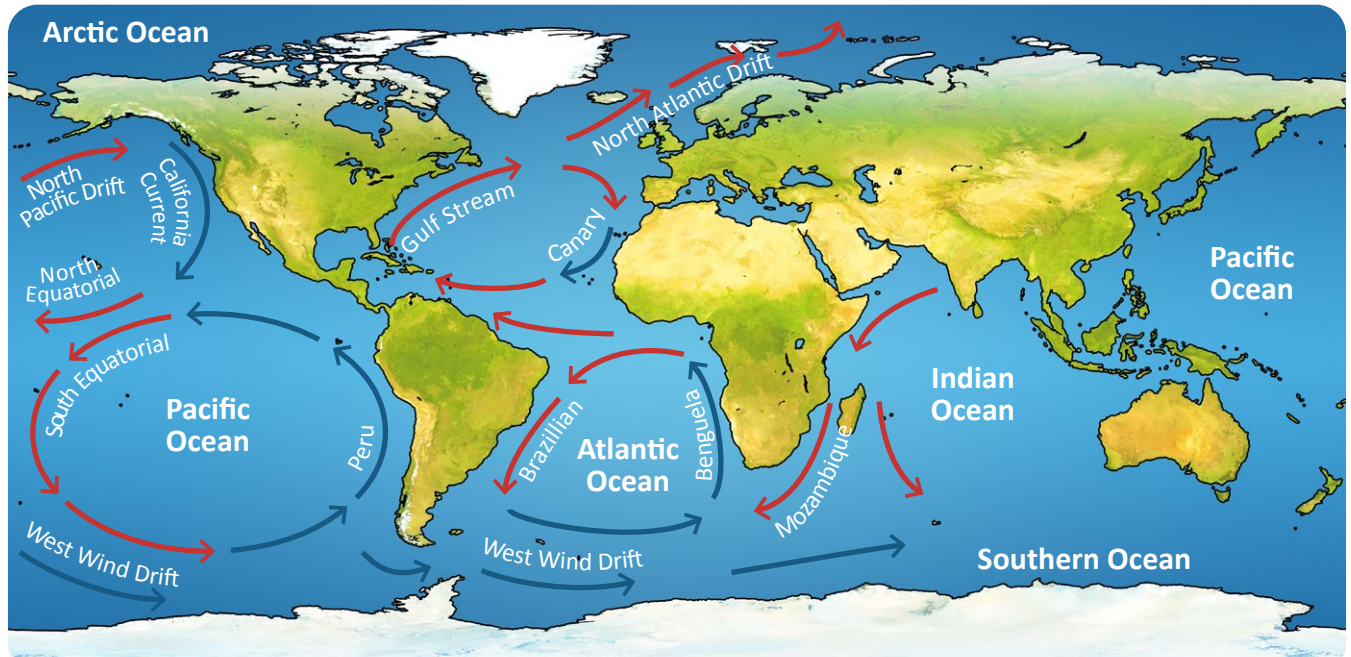 Arctic Ocean
North Atlantic Drift
North
Pacific Drift
California
Current
Gulf Stream
Canary
North
Equatorial
Pacific
Ocean
South Equatorial
Pacific
Ocean
Peru
Brazillian
Atlantic
Ocean
Benguela
Mozambique
Indian
Ocean
West Wind Drift
West Wind Drift
Southern Ocean